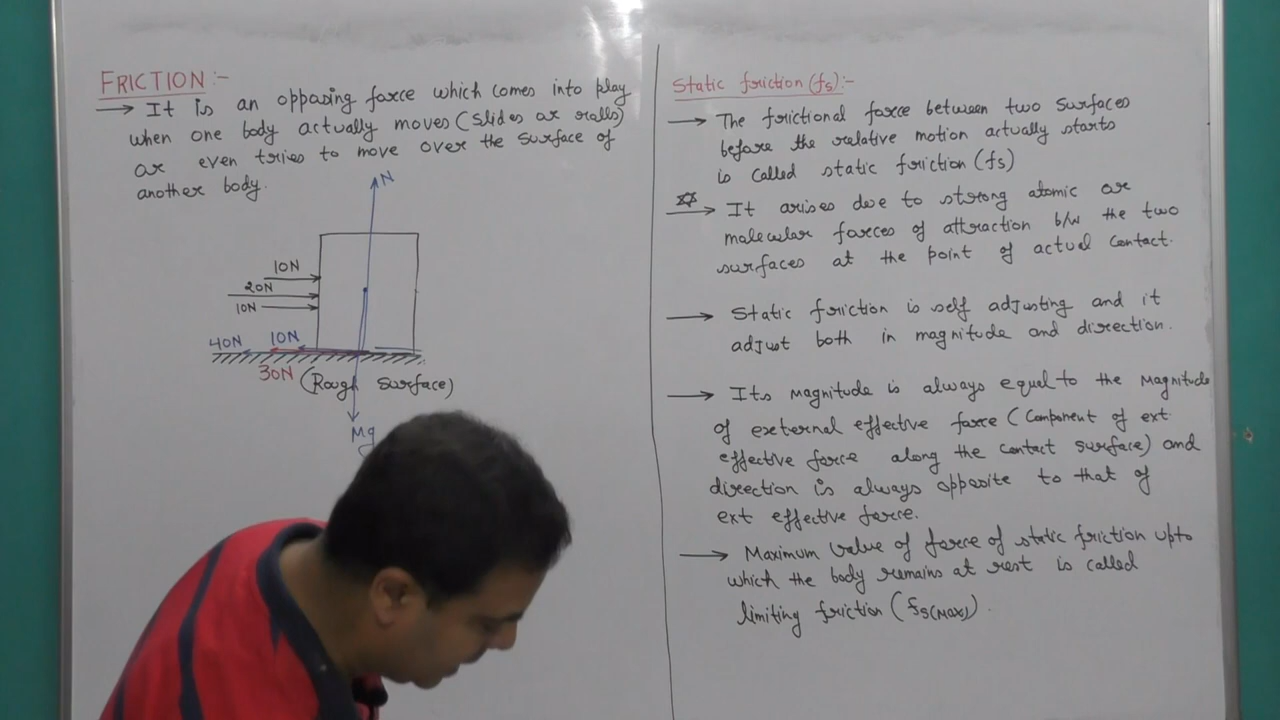 FRICTION :-
→ It is an opposing force which comes into play
when one body actually moves (slides or rolls)
or even tries to move over the surface of
another body.
N
10N
20N
10N
40N
10N
30N
(Rough surface)
Mg
Static friction (fs) :-
→ The frictional force between two surfaces
before the relative motion actually starts
is called static friction (fs)
→ It arises due to strong atomic or
molecular forces of attraction b/w the two
surfaces at the point of actual contact.
→ Static friction is self adjusting and it
adjust both in magnitude and direction.
→ Its magnitude is always equal to the magnitude
of external effective force (Component of ext
effective force along the contact surface) and
direction is always opposite to that of
ext effective force.
→ Maximum value of force of static friction upto
which the body remains at rest is called
limiting friction (fs(MAX)).